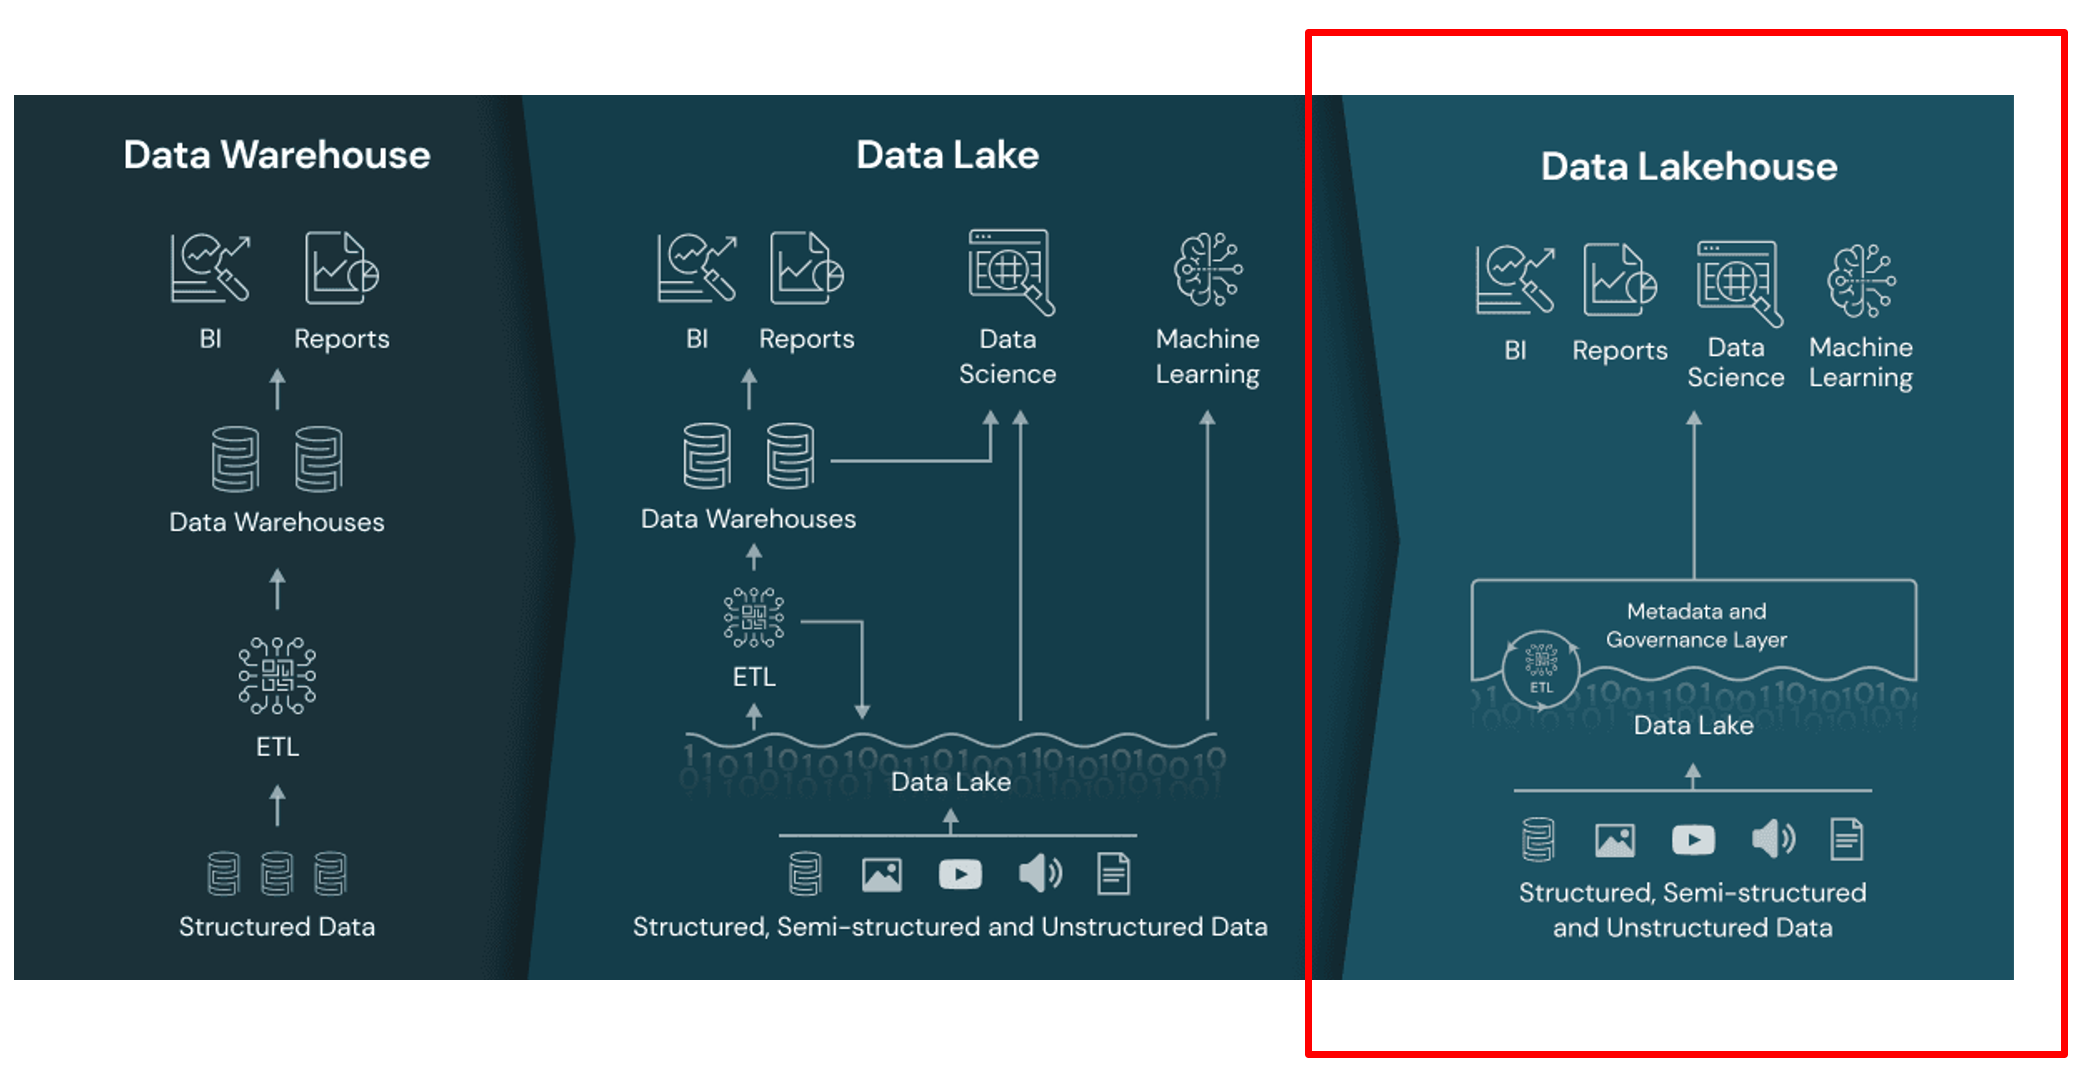 Data Warehouse
BI
Reports
Data Warehouses
ETL
Structured Data
Data Lake
BI
Reports
Data
Science
Machine
Learning
Data Warehouses
ETL
Data Lake
Structured, Semi-structured and Unstructured Data
Data Lakehouse
BI
Reports
Data
Science
Machine
Learning
Metadata and
Governance Layer
ETL
Data Lake
Structured, Semi-structured
and Unstructured Data